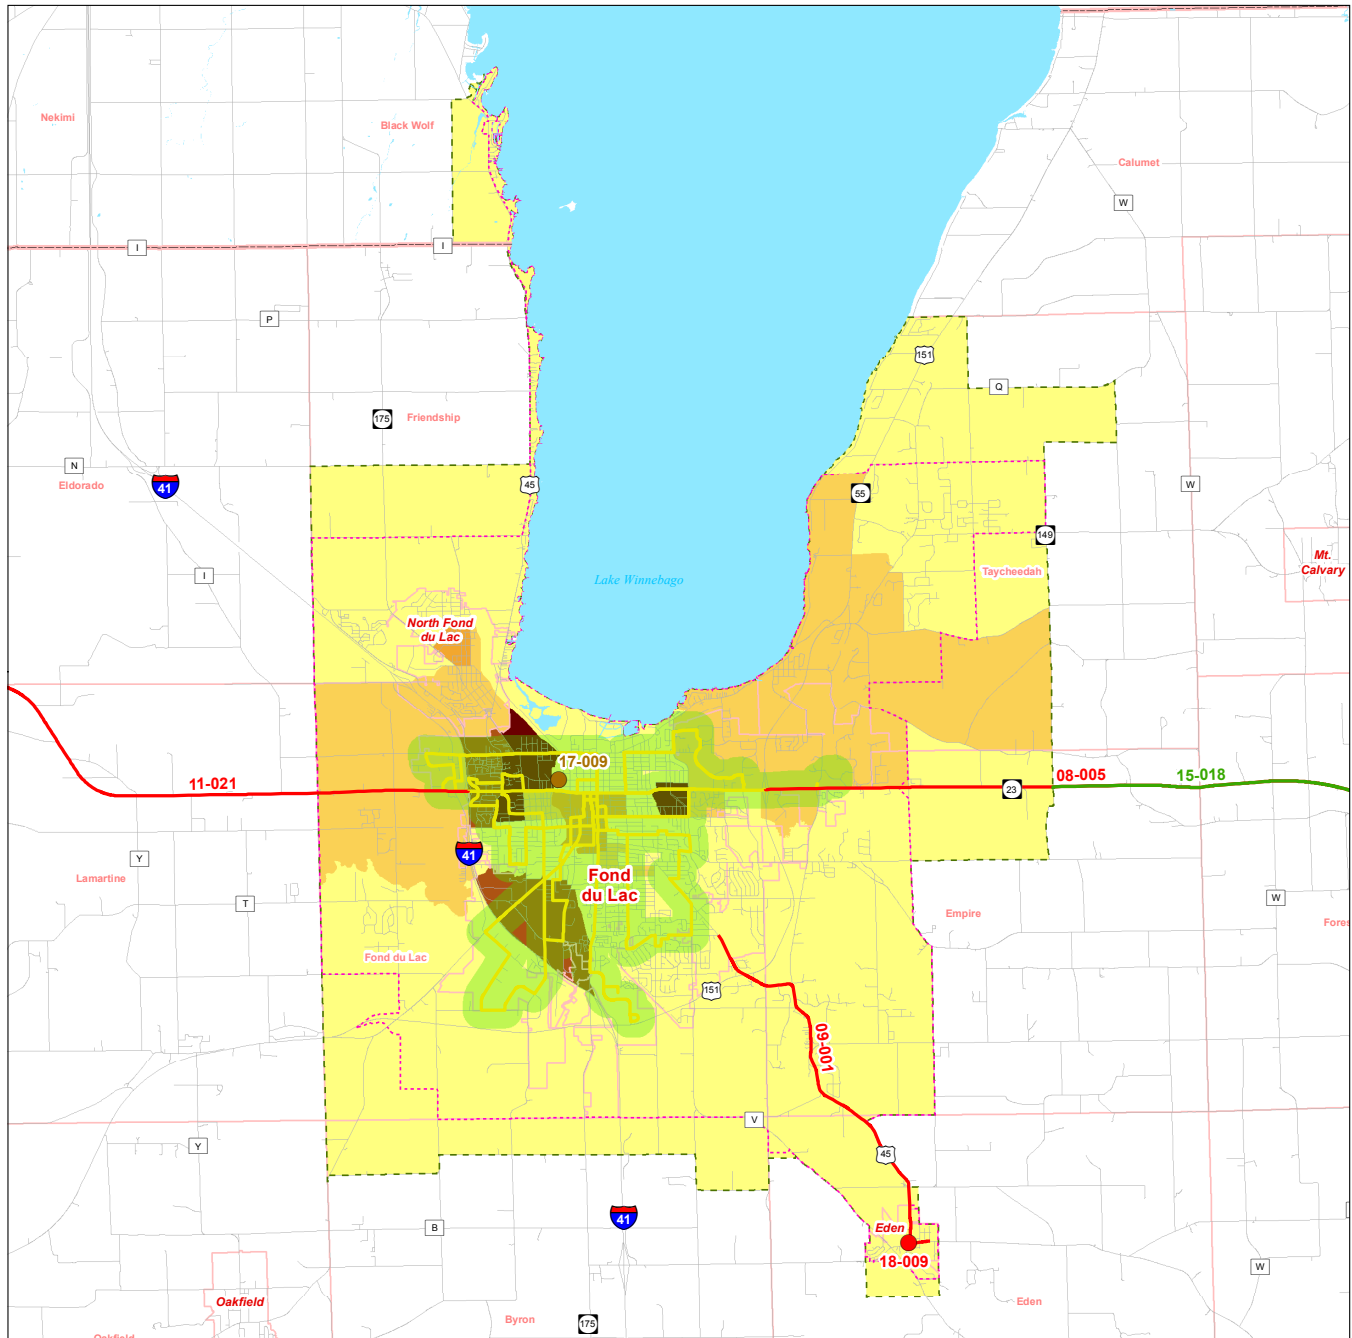 Nekimi
Black Wolf
Calumet
W
I
I
P
151
Q
175
Friendship
N
Eldorado
41
45
55
W
149
Mt.
Calvary
I
Lake Winnebago
Taycheedah
North Fond
du Lac
17-009
11-021
08-005
15-018
23
Y
41
Lamartine
Fond
du Lac
T
W
Empire
Fores
Fond du Lac
151
09-001
V
Y
45
41
B
Eden
18-009
W
Oakfield
Eden
Byron
175
Oakfield